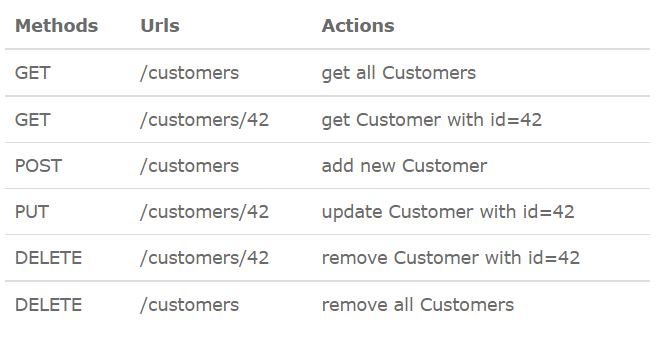 Methods Urls Actions
GET /customers get all Customers
GET /customers/42 get Customer with id=42
POST /customers add new Customer
PUT /customers/42 update Customer with id=42
DELETE /customers/42 remove Customer with id=42
DELETE /customers remove all Customers